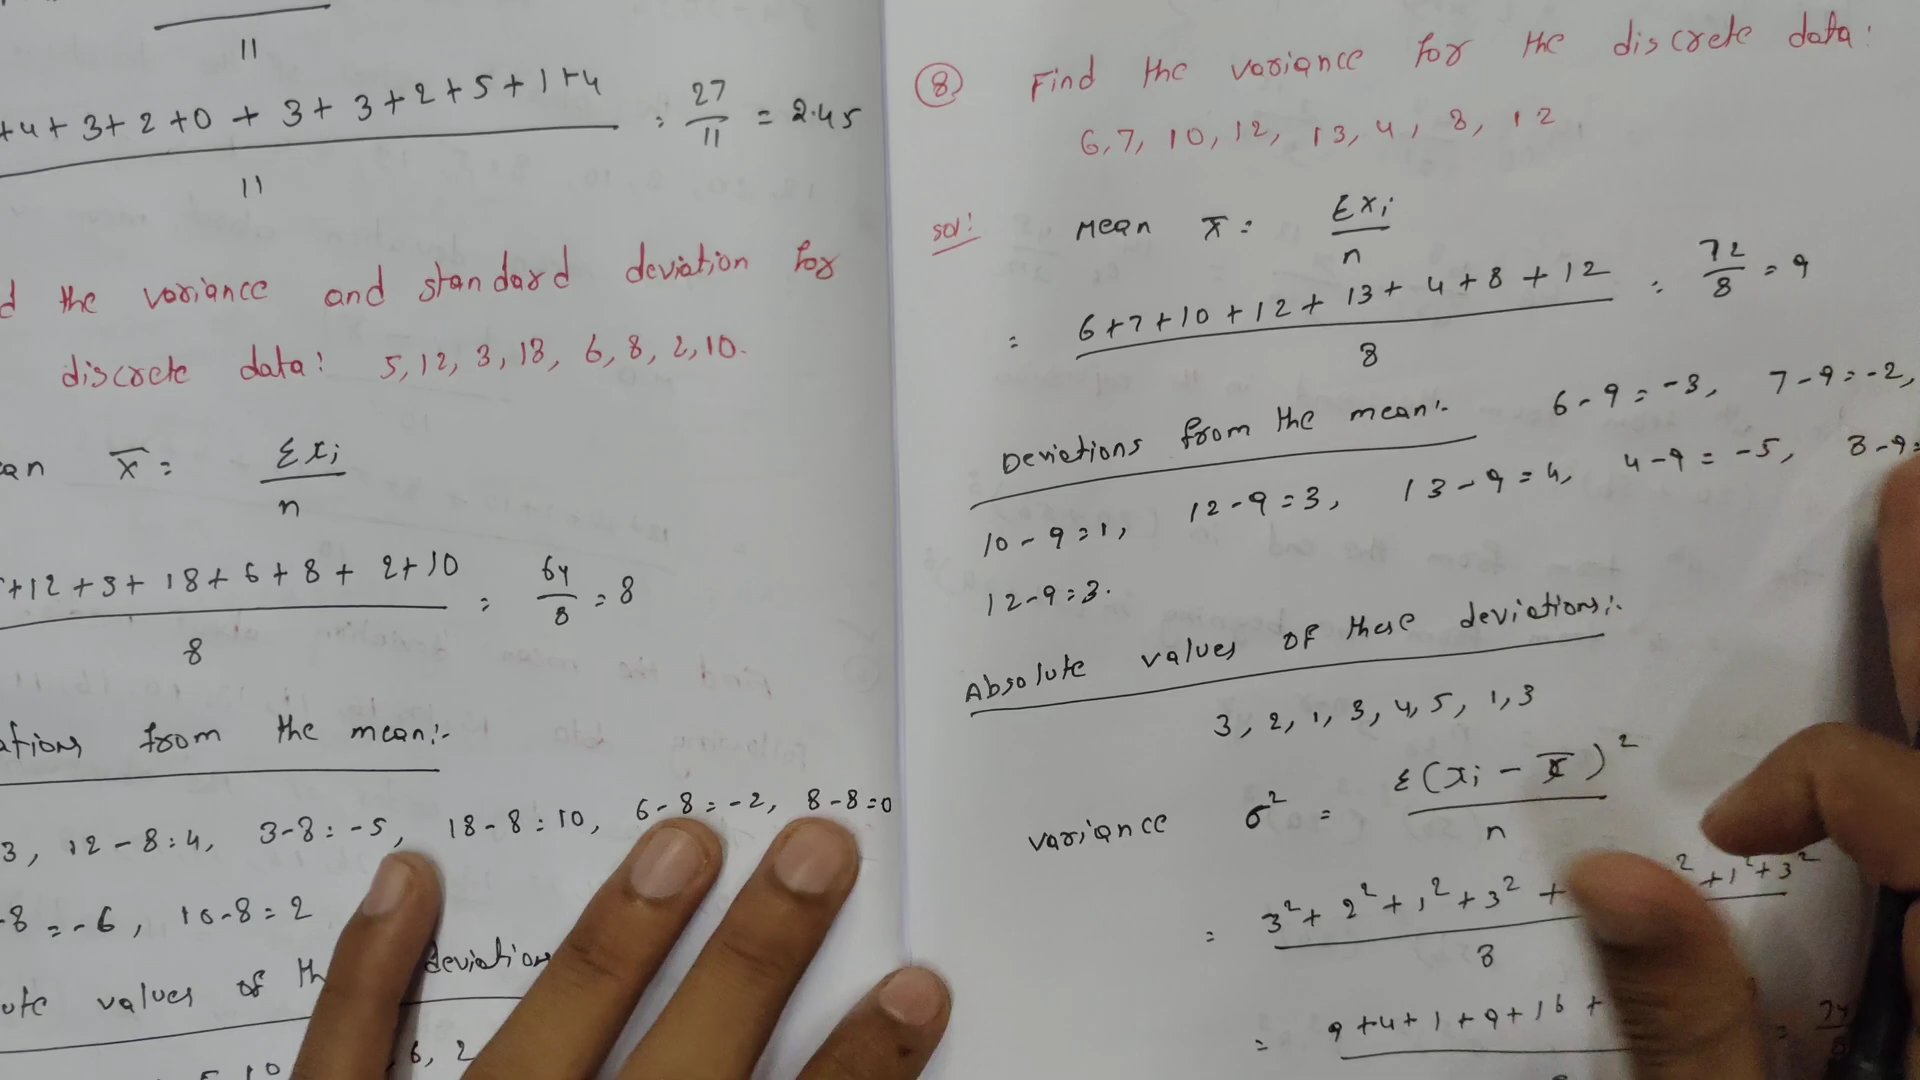 11
+4+3+2+0+3+3+2+5+1+4 : 27/11 = 2.45
11
d the variance and standard deviation for
discrete data: 5, 12, 3, 18, 6, 8, 2, 10.
an x̄ = Σxi/n
+12+3+18+6+8+2+10 : 64/8 = 8
8
ations from the mean:-
3, 12-8=4, 3-8=-5, 18-8=10, 6-8=-2, 8-8=0
-8=-6, 10-8=2
ute values of th deviation
6, 2
8 Find the variance for the discrete data:
6, 7, 10, 12, 13, 4, 8, 12
Sol: Mean x̄ = Σxi/n
= 6+7+10+12+13+4+8+12 / 8 = 72/8 = 9
Deviations from the mean:- 6-9=-3, 7-9=-2,
10-9=1, 12-9=3, 13-9=4, 4-9=-5, 8-9=
12-9=3.
Absolute values of these deviations:-
3, 2, 1, 3, 4, 5, 1, 3
variance σ² = Σ(xi - x̄)²/n
= 3²+2²+1²+3²+ ²+1²+3²
8
= 9+4+1+9+16+ = 74